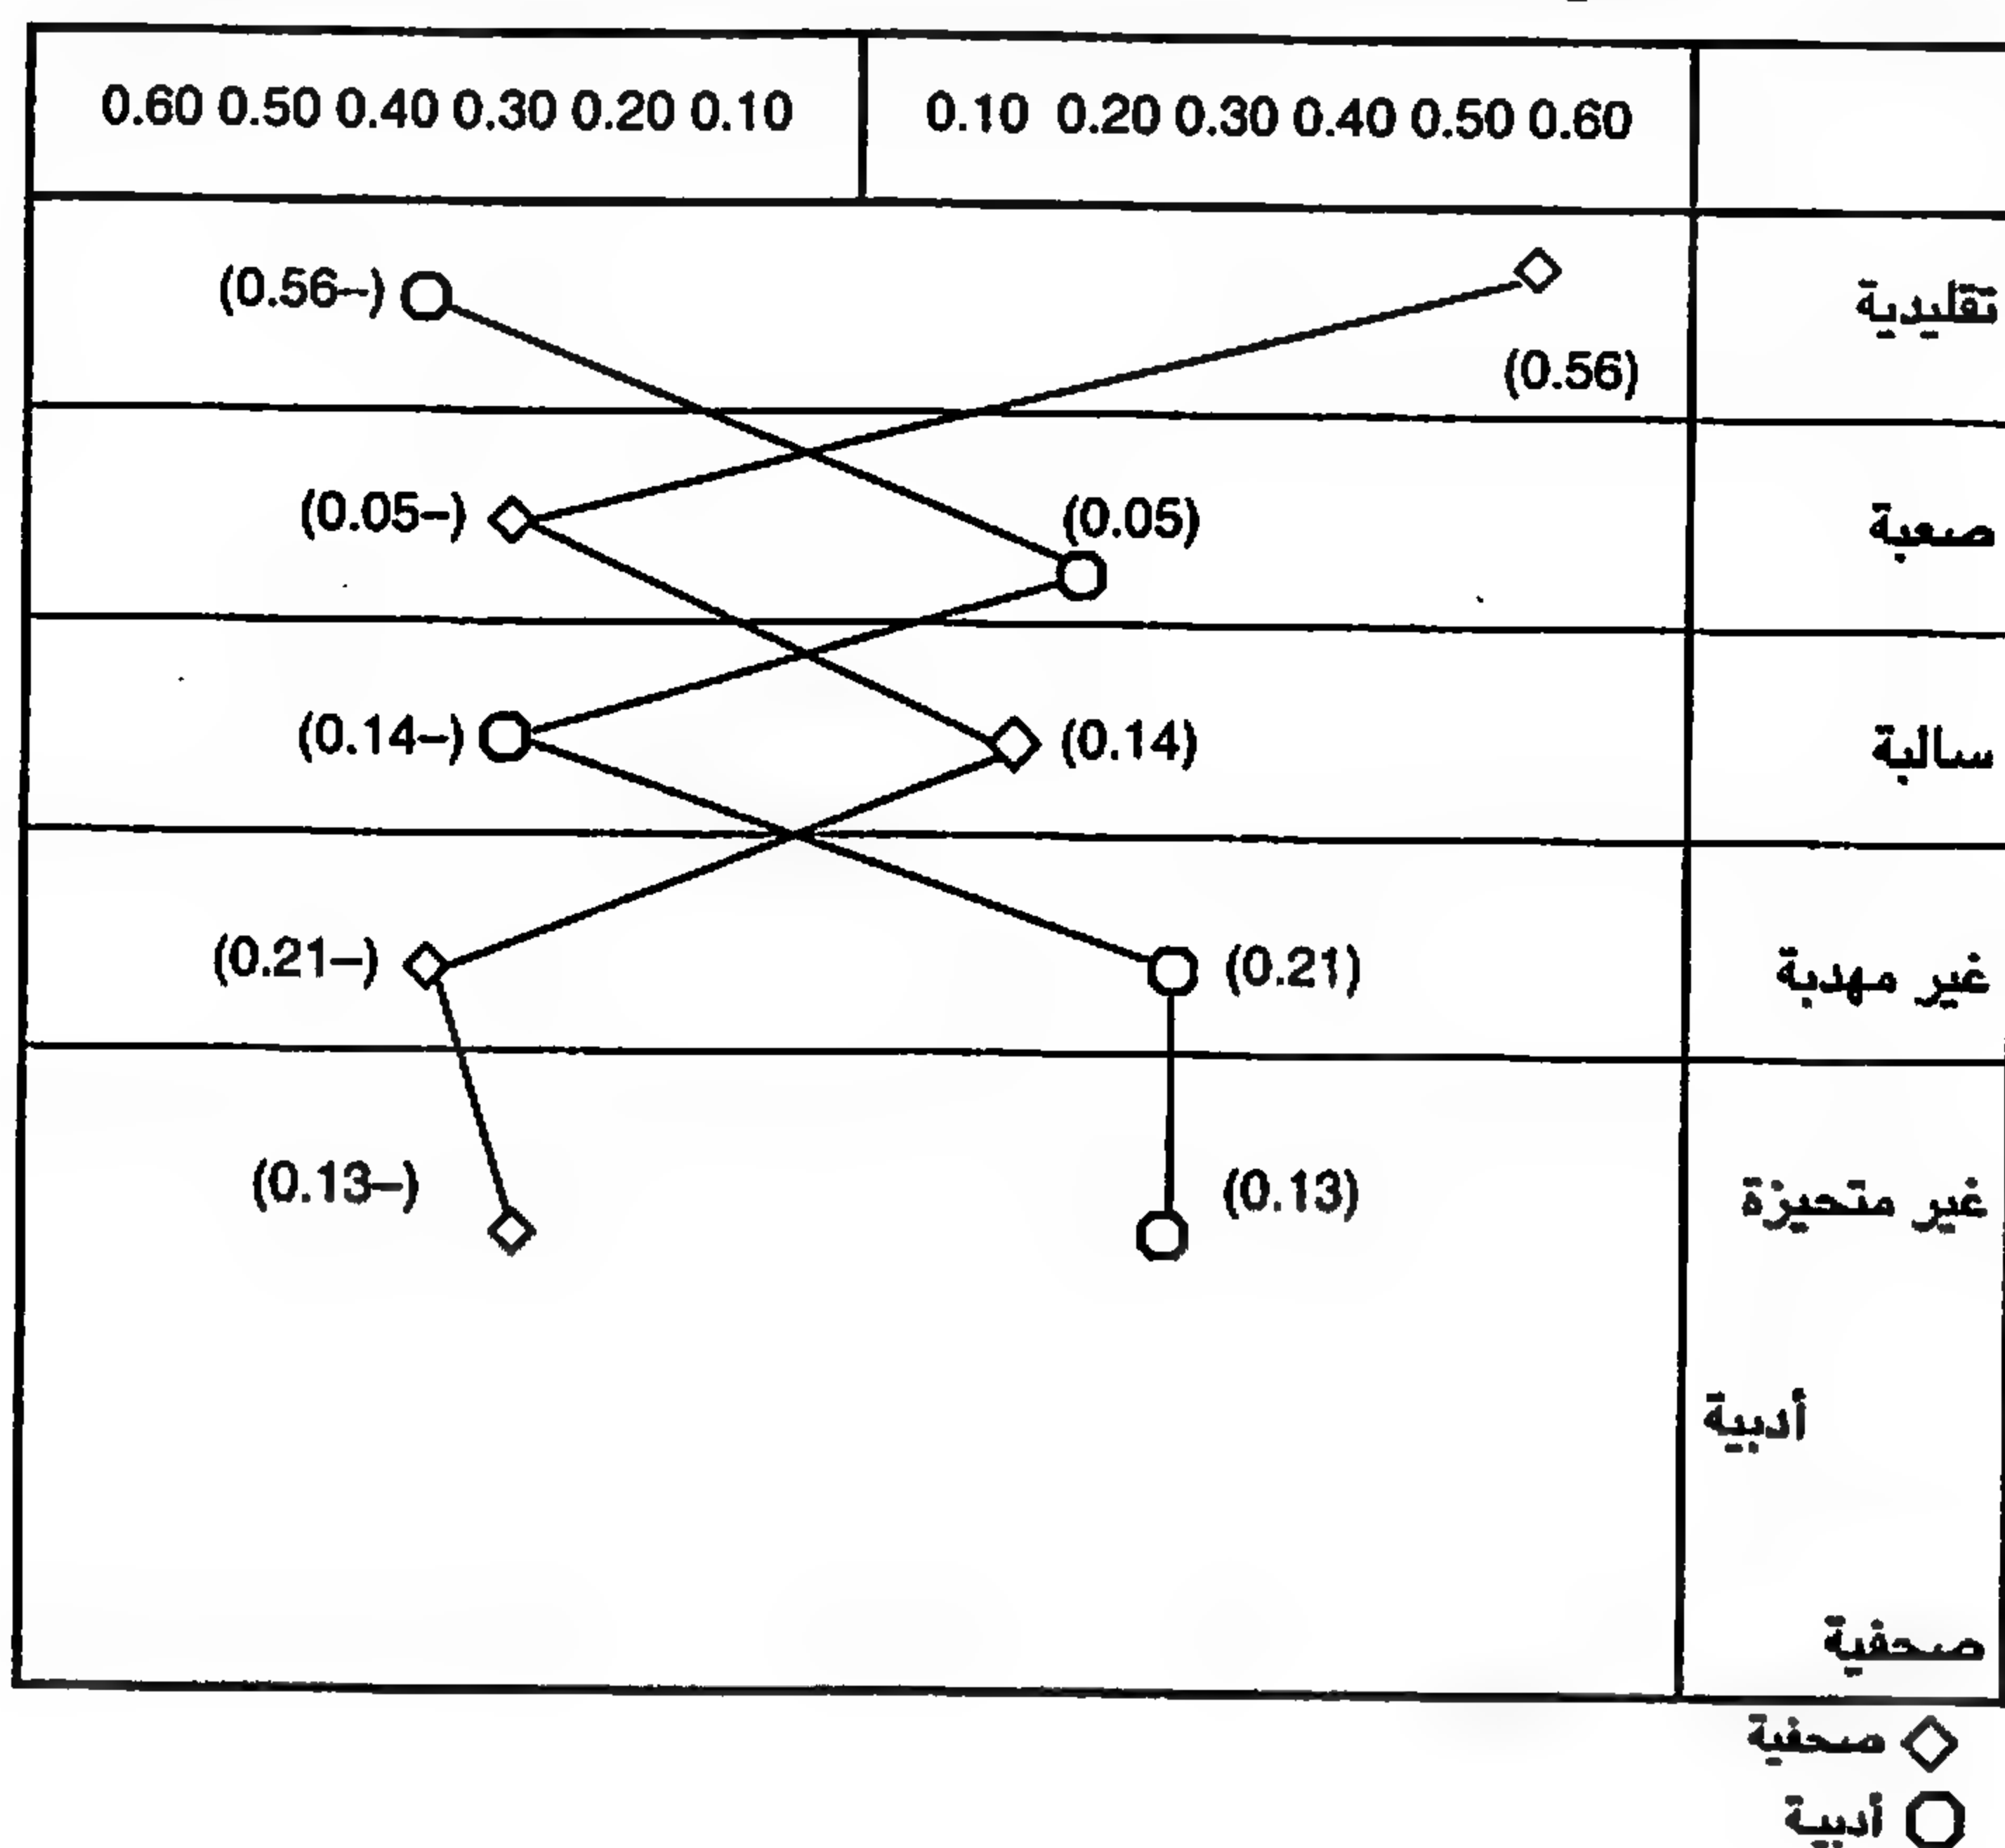 0.60 0.50 0.40 0.30 0.20 0.10
0.10 0.20 0.30 0.40 0.50 0.60
تقليدية
(0.56)
(0.56–)
صعبة
(0.05)
(0.05–)
سالبة
(0.14)
(0.14–)
غير مهدبة
(0.21)
(0.21–)
غير متحيزة
(0.13)
(0.13–)
أدبية
صحفية
صحفية
أدبية